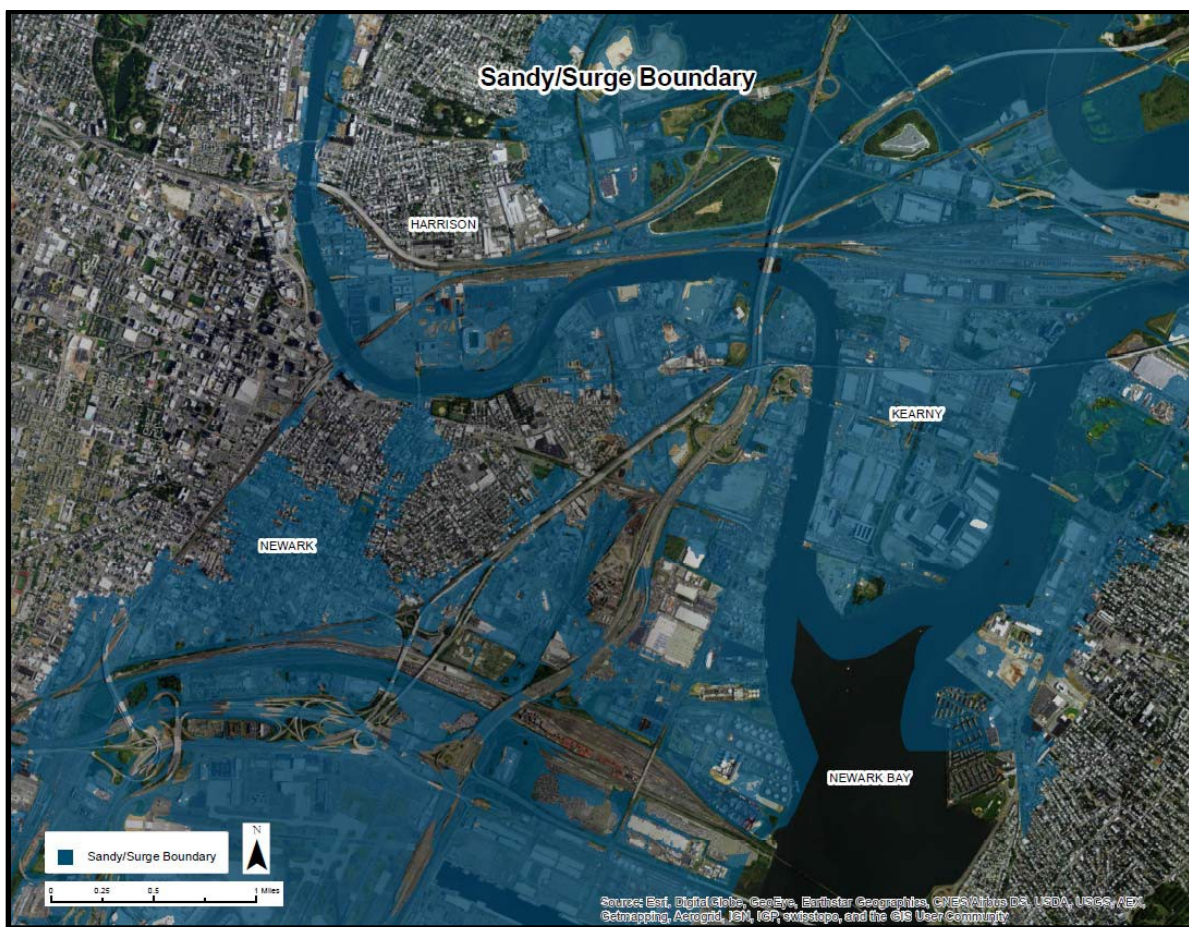 Sandy/Surge Boundary
HARRISON
KEARNY
NEWARK
NEWARK BAY
Sandy/Surge Boundary
N
0 0.25 0.5 1 Miles
Source: Esri, DigitalGlobe, GeoEye, Earthstar Geographics, CNES/Airbus DS, USDA, USGS, AEX,
Getmapping, Aerogrid, IGN, IGP, swisstopo, and the GIS User Community